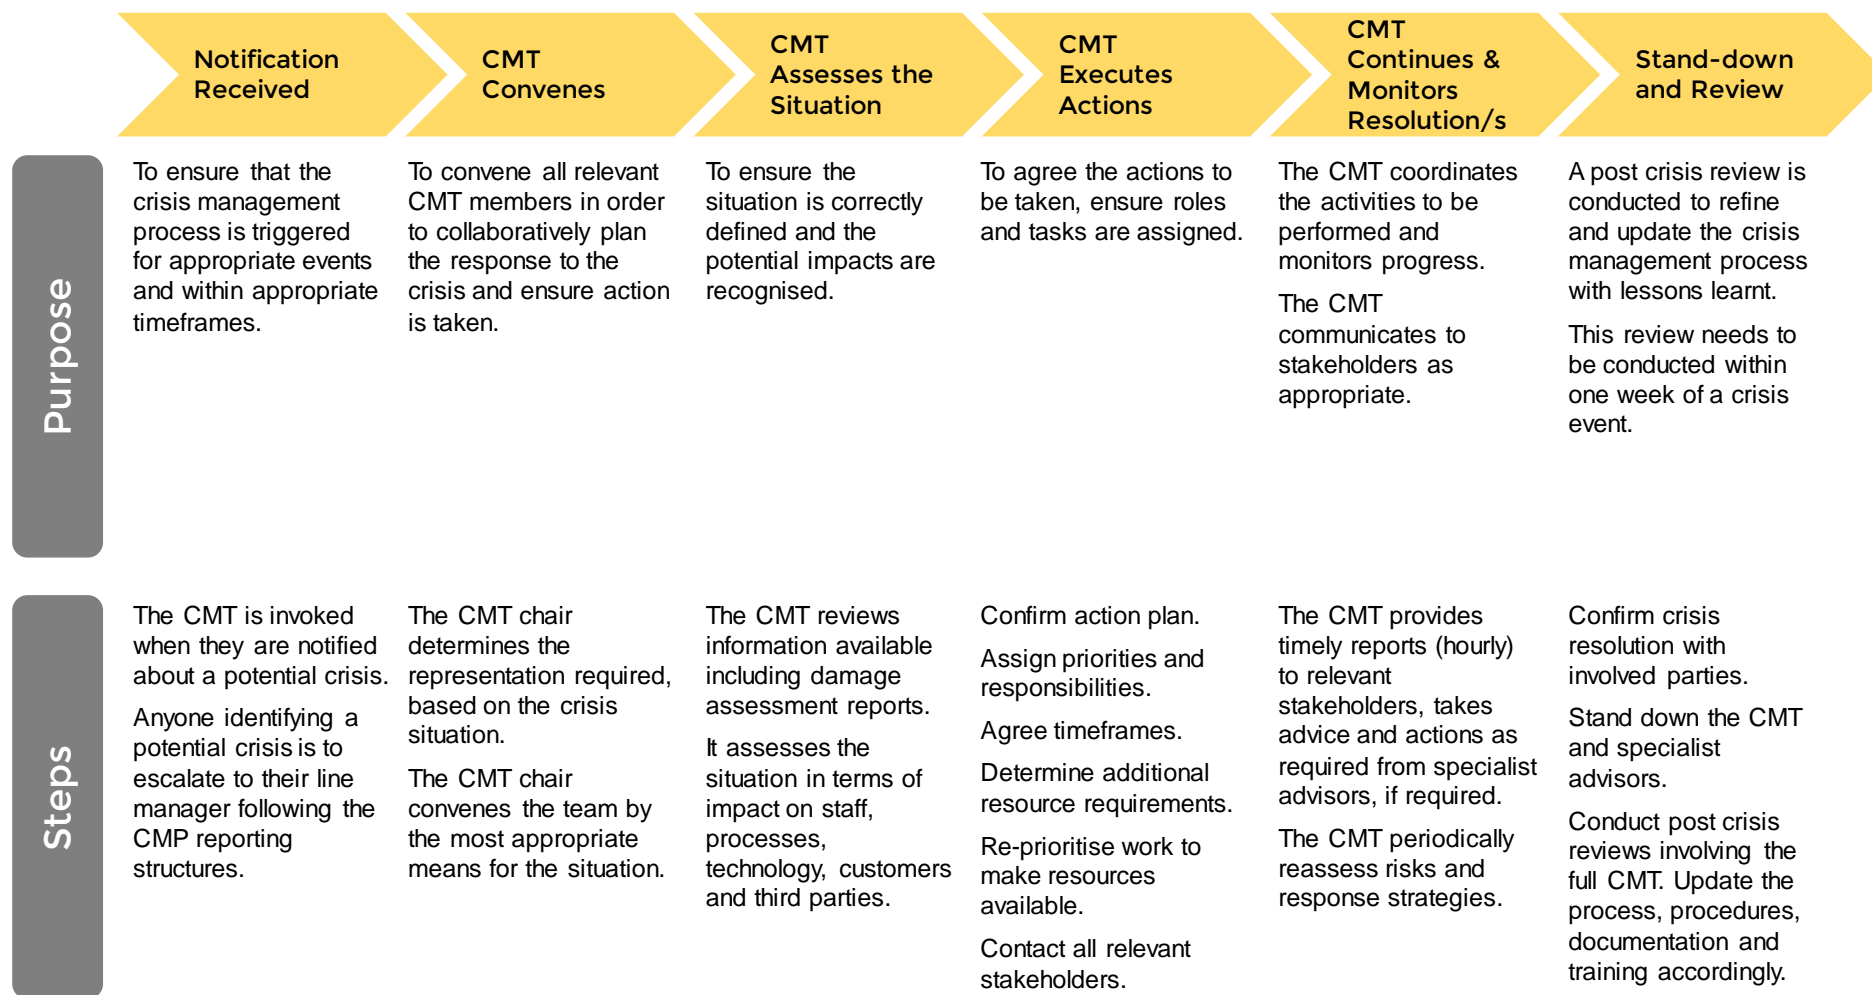 Notification
Received
CMT
Convenes
CMT
Assesses the
Situation
CMT
Executes
Actions
CMT
Continues &
Monitors
Resolution/s
Stand-down
and Review
Purpose
To ensure that the
crisis management
process is triggered
for appropriate events
and within appropriate
timeframes.
To convene all relevant
CMT members in order
to collaboratively plan
the response to the
crisis and ensure action
is taken.
To ensure the
situation is correctly
defined and the
potential impacts are
recognised.
To agree the actions to
be taken, ensure roles
and tasks are assigned.
The CMT coordinates
the activities to be
performed and
monitors progress.
The CMT
communicates to
stakeholders as
appropriate.
A post crisis review is
conducted to refine
and update the crisis
management process
with lessons learnt.
This review needs to
be conducted within
one week of a crisis
event.
Steps
The CMT is invoked
when they are notified
about a potential crisis.
Anyone identifying a
potential crisis is to
escalate to their line
manager following the
CMP reporting
structures.
The CMT chair
determines the
representation required,
based on the crisis
situation.
The CMT chair
convenes the team by
the most appropriate
means for the situation.
The CMT reviews
information available
including damage
assessment reports.
It assesses the
situation in terms of
impact on staff,
processes,
technology, customers
and third parties.
Confirm action plan.
Assign priorities and
responsibilities.
Agree timeframes.
Determine additional
resource requirements.
Re-prioritise work to
make resources
available.
Contact all relevant
stakeholders.
The CMT provides
timely reports (hourly)
to relevant
stakeholders, takes
advice and actions as
required from specialist
advisors, if required.
The CMT periodically
reassess risks and
response strategies.
Confirm crisis
resolution with
involved parties.
Stand down the CMT
and specialist
advisors.
Conduct post crisis
reviews involving the
full CMT. Update the
process, procedures,
documentation and
training accordingly.